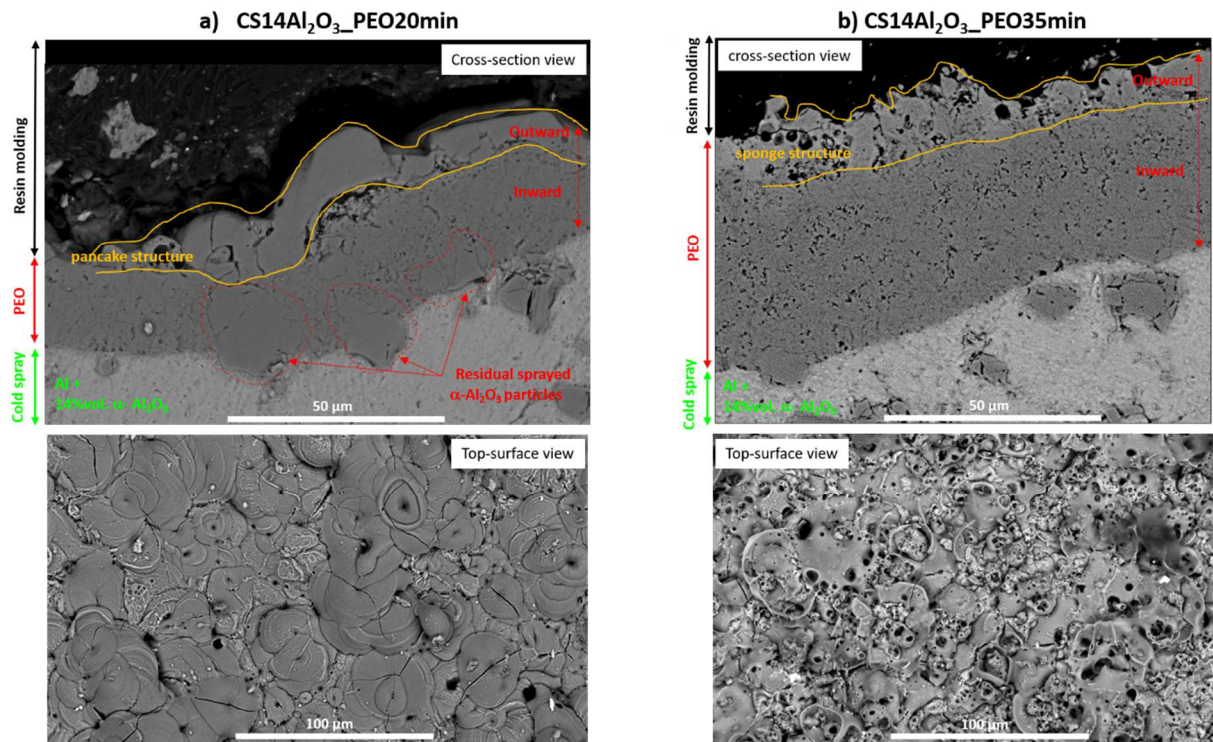 a) CS14Al₂O₃_PEO20min
Resin molding
PEO
Cold spray
Cross-section view
Outward
Inward
pancake structure
Residual sprayed
α-Al₂O₃ particles
Al +
14%vol. α- Al₂O₃
50 µm
Top-surface view
100 µm
b) CS14Al₂O₃_PEO35min
Resin molding
PEO
Cold spray
cross-section view
Outward
sponge structure
Inward
Al +
14%vol. α- Al₂O₃
50 µm
Top-surface view
100 µm